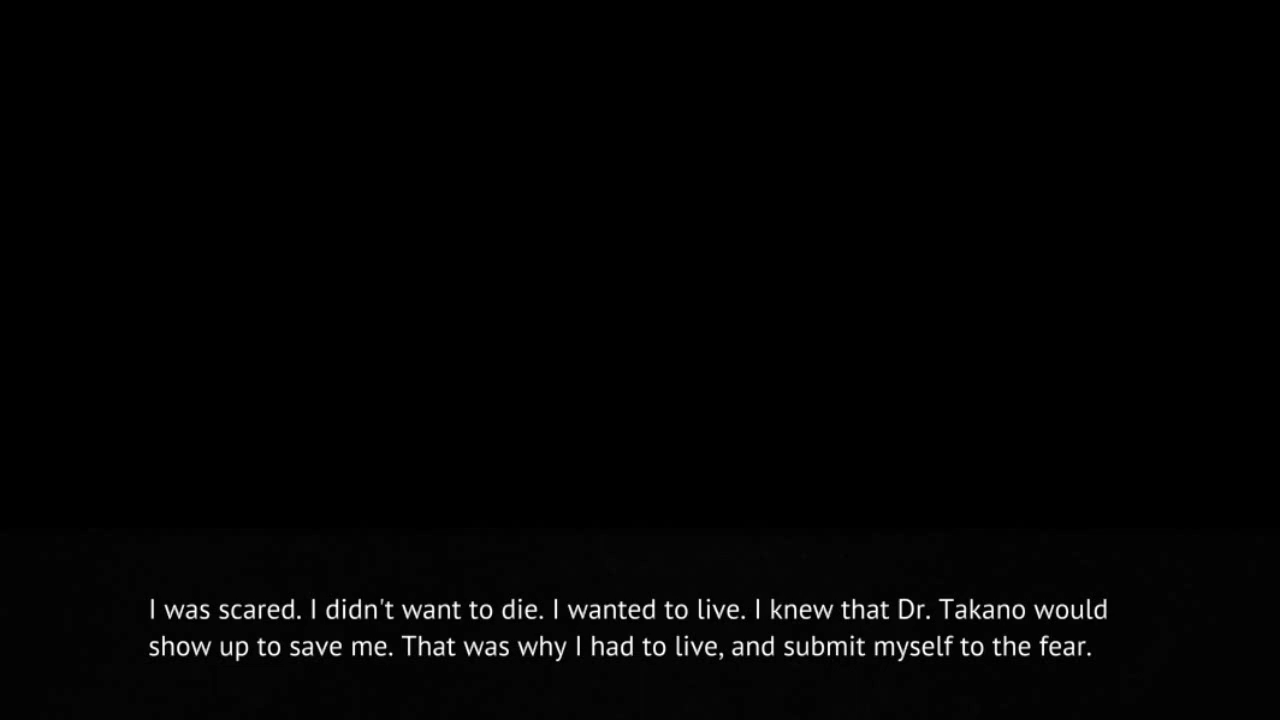 I was scared. I didn't want to die. I wanted to live. I knew that Dr. Takano would
show up to save me. That was why I had to live, and submit myself to the fear.